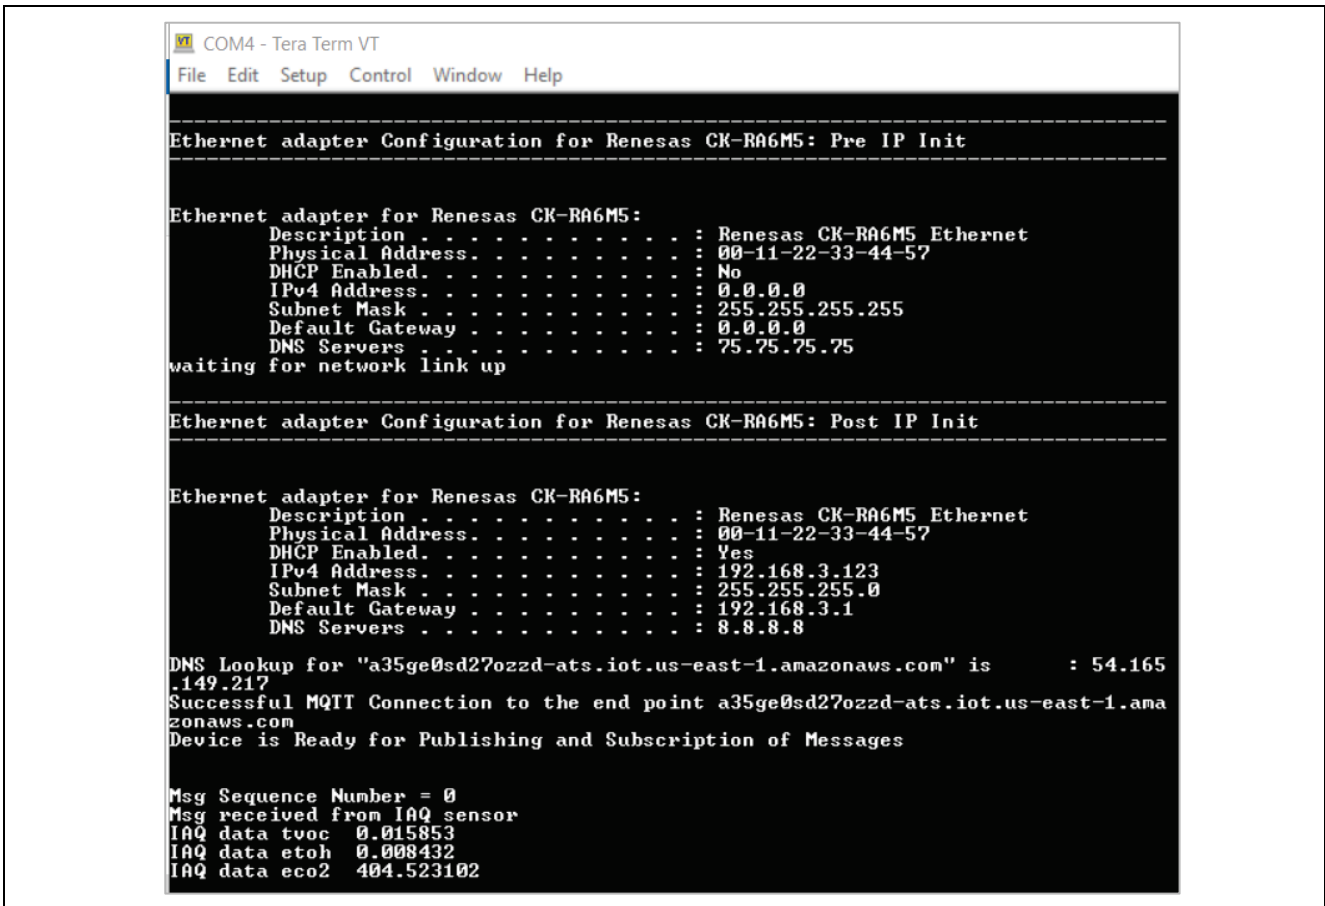 COM4 - Tera Term VT
File Edit Setup Control Window Help
--------------------------------------------------------------------------------
Ethernet adapter Configuration for Renesas CK-RA6M5: Pre IP Init
--------------------------------------------------------------------------------
Ethernet adapter for Renesas CK-RA6M5:
Description . . . . . . . . . . . : Renesas CK-RA6M5 Ethernet
Physical Address. . . . . . . . . : 00-11-22-33-44-57
DHCP Enabled. . . . . . . . . . . : No
IPv4 Address. . . . . . . . . . . : 0.0.0.0
Subnet Mask . . . . . . . . . . . : 255.255.255.255
Default Gateway . . . . . . . . . : 0.0.0.0
DNS Servers . . . . . . . . . . . : 75.75.75.75
waiting for network link up
--------------------------------------------------------------------------------
Ethernet adapter Configuration for Renesas CK-RA6M5: Post IP Init
--------------------------------------------------------------------------------
Ethernet adapter for Renesas CK-RA6M5:
Description . . . . . . . . . . . : Renesas CK-RA6M5 Ethernet
Physical Address. . . . . . . . . : 00-11-22-33-44-57
DHCP Enabled. . . . . . . . . . . : Yes
IPv4 Address. . . . . . . . . . . : 192.168.3.123
Subnet Mask . . . . . . . . . . . : 255.255.255.0
Default Gateway . . . . . . . . . : 192.168.3.1
DNS Servers . . . . . . . . . . . : 8.8.8.8
DNS Lookup for "a35ge0sd27ozzd-ats.iot.us-east-1.amazonaws.com" is : 54.165
.149.217
Successful MQTT Connection to the end point a35ge0sd27ozzd-ats.iot.us-east-1.ama
zonaws.com
Device is Ready for Publishing and Subscription of Messages
Msg Sequence Number = 0
Msg received from IAQ sensor
IAQ data tvoc 0.015853
IAQ data etoh 0.008432
IAQ data eco2 404.523102